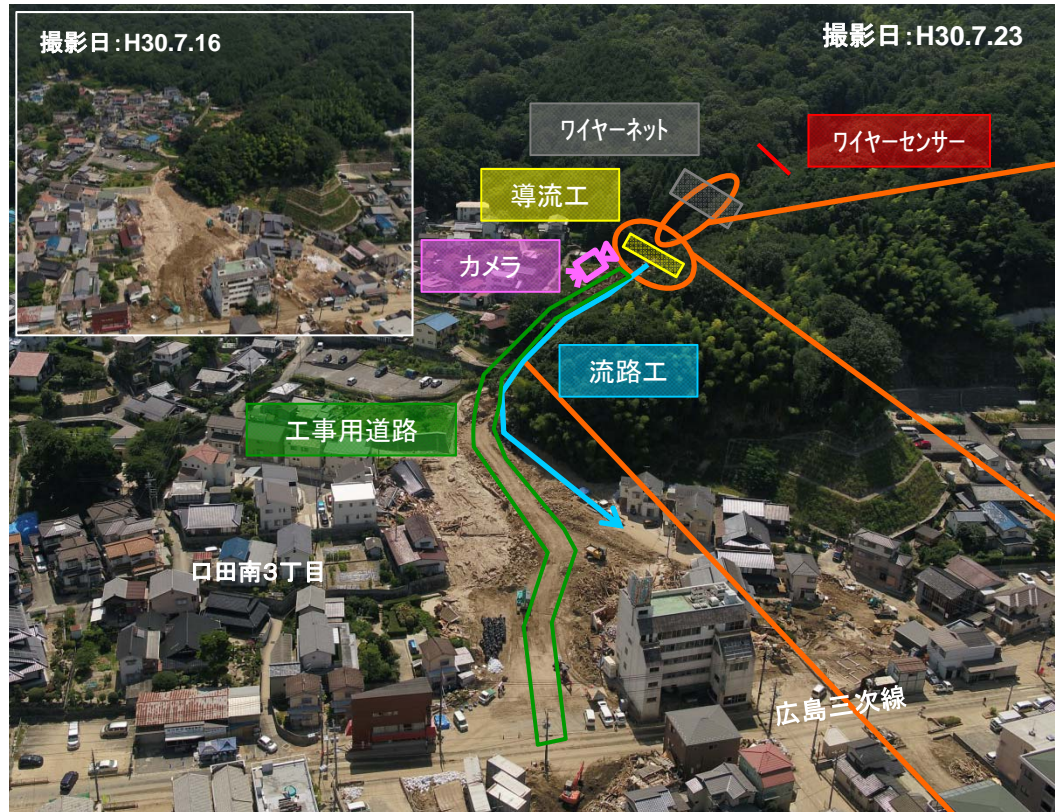 撮影日:H30.7.16
撮影日:H30.7.23
ワイヤーネット
ワイヤーセンサー
導流工
カメラ
流路工
工事用道路
口田南3丁目
広島三次線